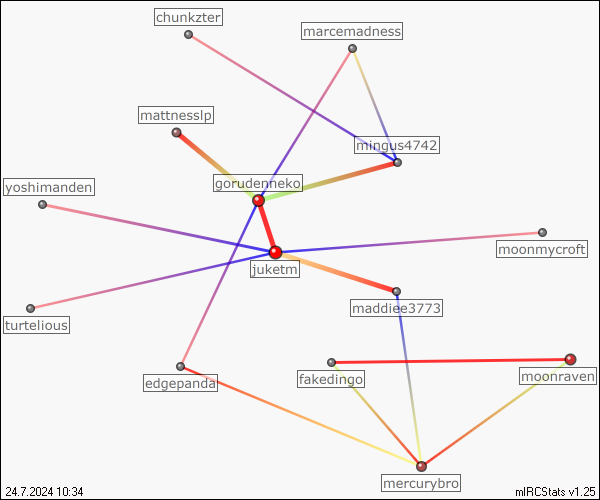 chunkzter
marcemadness
mattnesslp
mingus4742
gorudenneko
yoshimanden
moonmycroft
juketm
maddiee3773
turtelious
edgepanda
fakedingo
moonraven
mercurybro
24.7.2024 10:34
mIRCStats v1.25